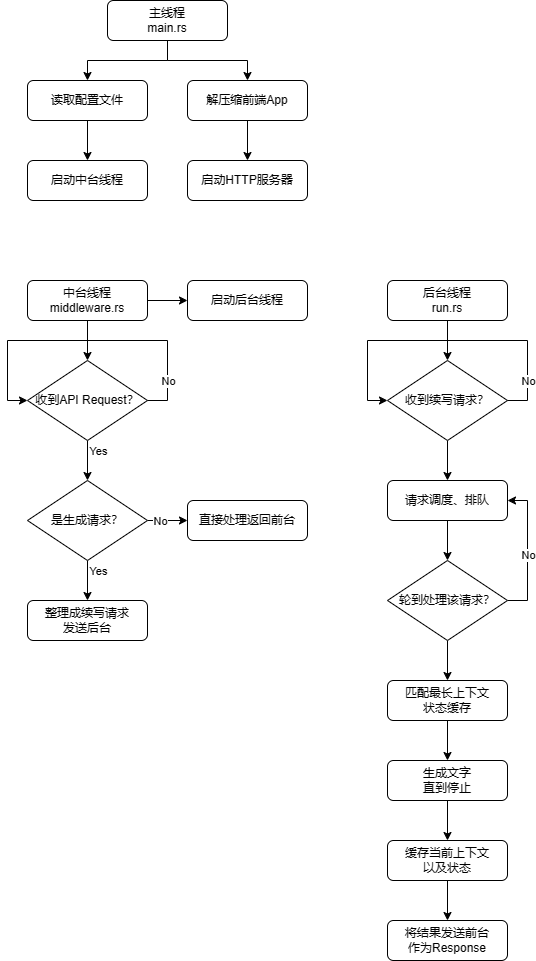 主线程
main.rs
读取配置文件
解压缩前端App
启动中台线程
启动HTTP服务器
中台线程
middleware.rs
启动后台线程
收到API Request?
No
Yes
是生成请求?
No
直接处理返回前台
Yes
整理成续写请求
发送后台
后台线程
run.rs
收到续写请求?
No
请求调度、排队
No
轮到处理该请求?
匹配最长上下文
状态缓存
生成文字
直到停止
缓存当前上下文
以及状态
将结果发送前台
作为Response